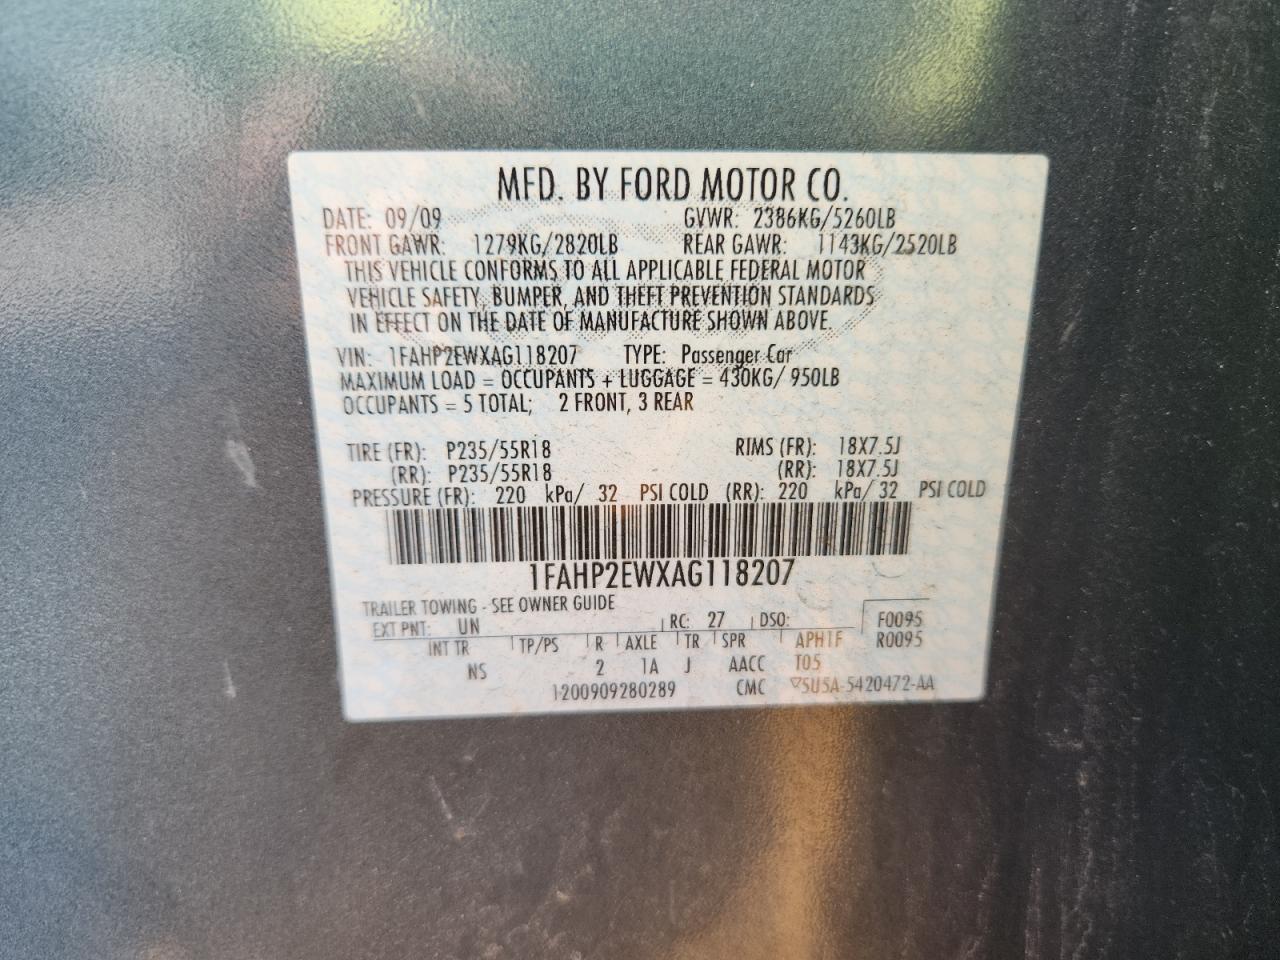 MFD. BY FORD MOTOR CO.
DATE: 09/09 GVWR: 2386KG/5260LB
FRONT GAWR: 1279KG/2820LB REAR GAWR: 1143KG/2520LB
THIS VEHICLE CONFORMS TO ALL APPLICABLE FEDERAL MOTOR
VEHICLE SAFETY, BUMPER, AND THEFT PREVENTION STANDARDS
IN EFFECT ON THE DATE OF MANUFACTURE SHOWN ABOVE.
VIN: 1FAHP2EWXAG118207 TYPE: Passenger Car
MAXIMUM LOAD = OCCUPANTS + LUGGAGE = 430KG/ 950LB
OCCUPANTS = 5 TOTAL; 2 FRONT, 3 REAR
TIRE (FR): P235/55R18 RIMS (FR): 18X7.5J
(RR): P235/55R18 (RR): 18X7.5J
PRESSURE (FR): 220 kPa/ 32 PSI COLD (RR): 220 kPa/ 32 PSI COLD
1FAHP2EWXAG118207
TRAILER TOWING - SEE OWNER GUIDE
EXT PNT: UN RC: 27 DSO: F0095
INT TR TP/PS R AXLE TR SPR APH1F R0095
NS 2 1A J AACC T05
1200909280289 CMC ▽5U5A-5420472-AA